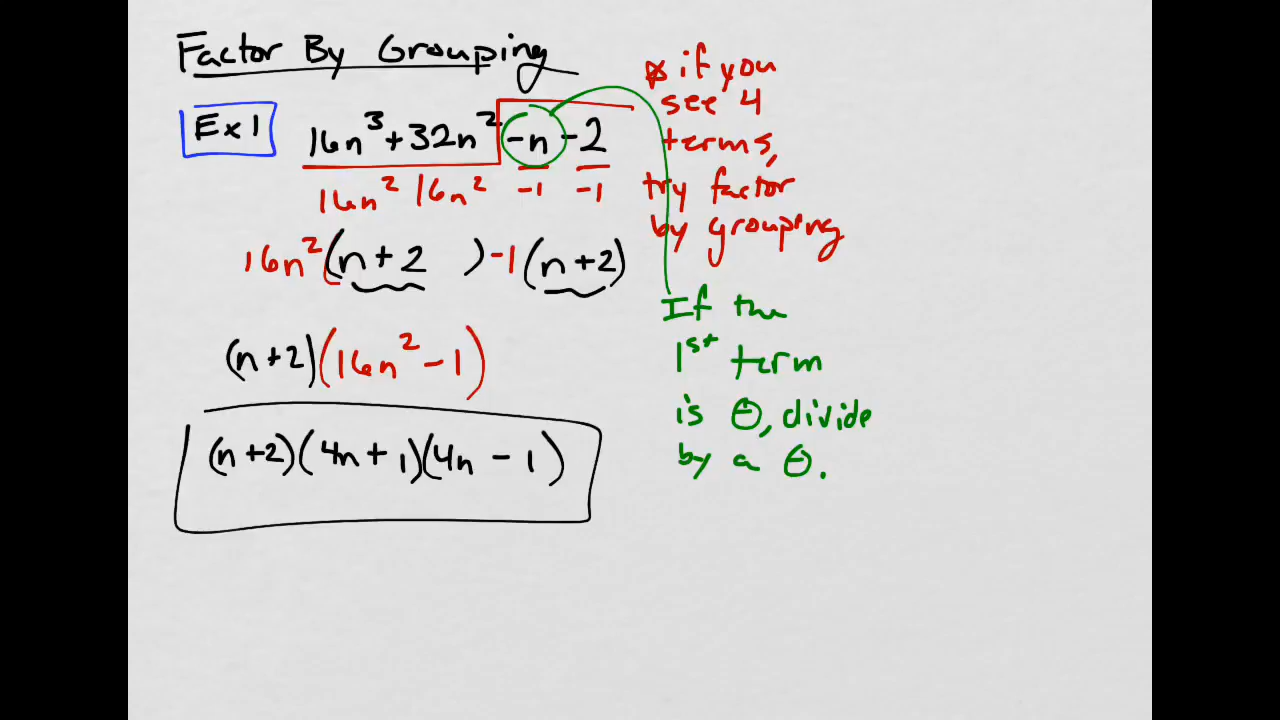 Factor By Grouping
Ex 1
16n³+32n²-n-2
16n² 16n² -1 -1
16n²(n+2 )-1(n+2)
(n+2)(16n²-1)
(n+2)(4n+1)(4n-1)
* if you
see 4
terms,
try factor
by grouping
If the
1st term
is ⊖, divide
by a ⊖.